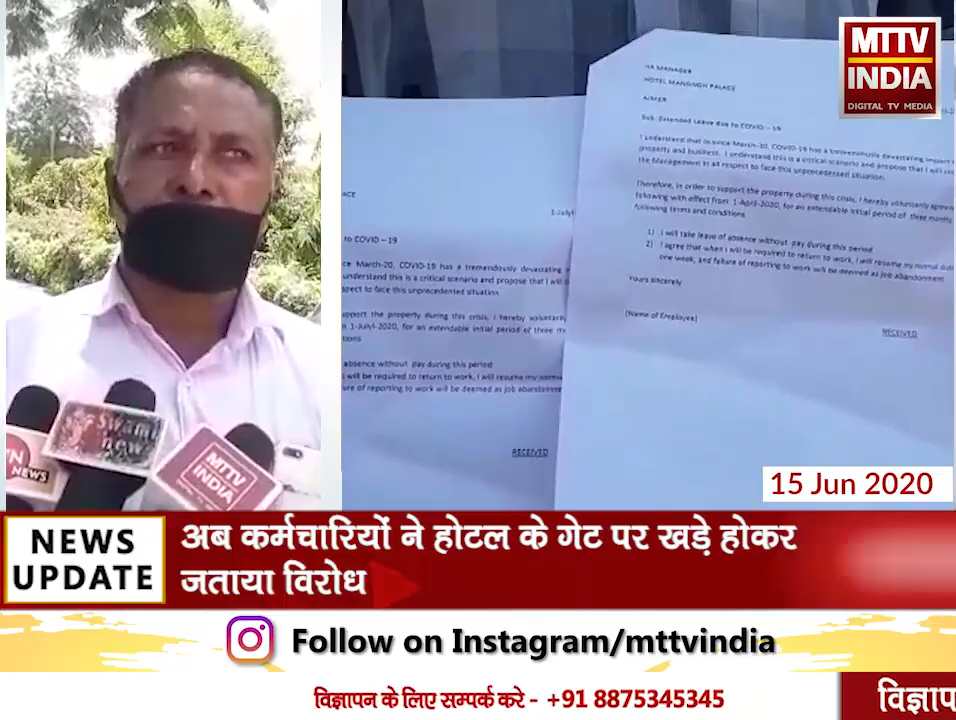 MTTV
INDIA
DIGITAL TV MEDIA
HR MANAGER
HOTEL MANSINGH PALACE
AJMER
Sub: Extended Leave due to COVID – 19
I understand that in since March-20, COVID-19 has a tremendously devastating impact
property and business. I understand this is a critical scenario and propose that I will
the Management in all respect to face this unprecedented situation.
Therefore, in order to support the property during this crisis, I hereby voluntarily
following with effect from 1-April-2020, for an extendable initial period of three months
following terms and conditions
1) I will take leave of absence without pay during this period
2) I agree that when I will be required to return to work, I will resume my normal
one week, and failure of reporting to work will be deemed as job abandonment
Yours sincerely
(Name of Employee)
RECEIVED
ACE
to COVID – 19
ce March-20, COVID-19 has a tremendously devastating
understand this is a critical scenario and propose that I will
spect to face this unprecedented situation
upport the property during this crisis, I hereby voluntarily
1-Julyl-2020, for an extendable initial period of three
tions
absence without pay during this period
will be required to return to work, I will resume my normal
ure of reporting to work will be deemed as job abandonment
RECEIVED
NEWS
Swami
news
MTTV
INDIA
15 Jun 2020
NEWS
UPDATE
अब कर्मचारियों ने होटल के गेट पर खड़े होकर
जताया विरोध
Follow on Instagram/mttvindia
विज्ञापन के लिए सम्पर्क करे - +91 8875345345
विज्ञाप